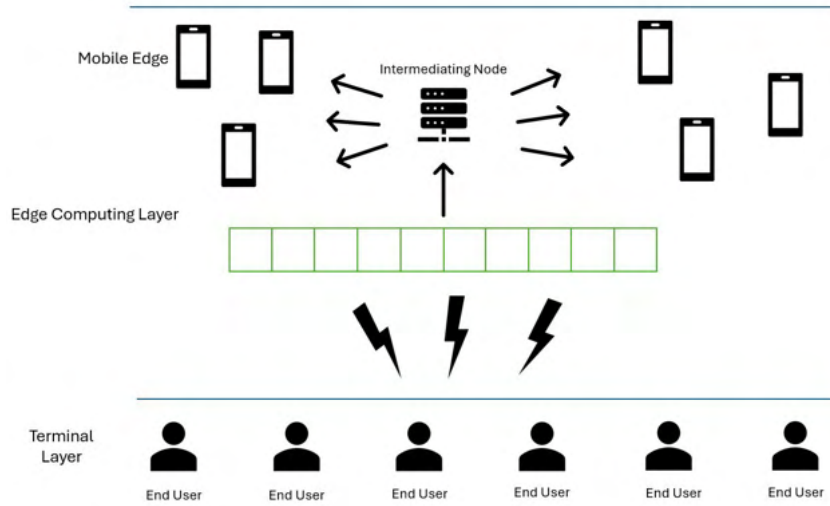 Mobile Edge
Intermediating Node
Edge Computing Layer
Terminal
Layer
End User
End User
End User
End User
End User
End User